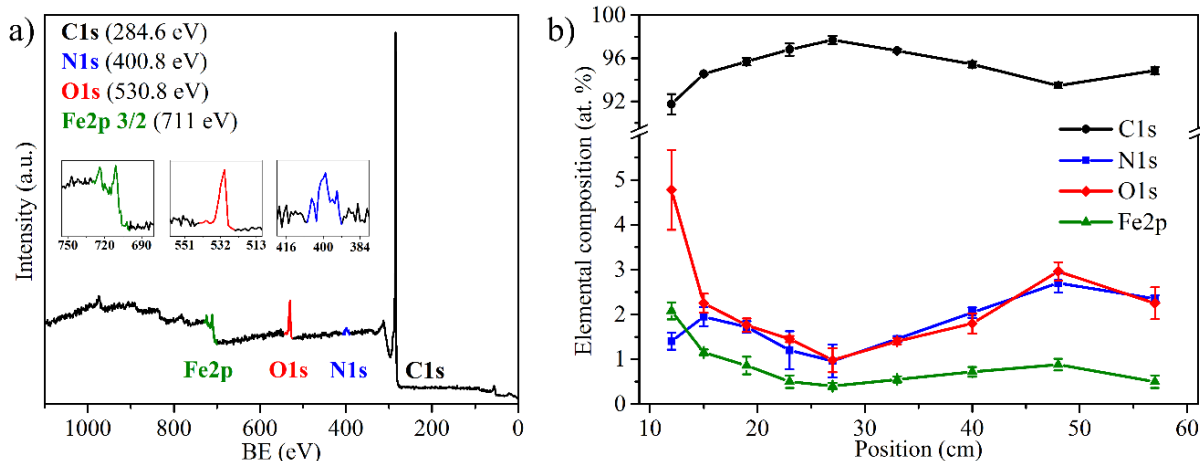 a)
C1s (284.6 eV)
N1s (400.8 eV)
O1s (530.8 eV)
Fe2p 3/2 (711 eV)
750 720 690
551 532 513
416 400 384
Fe2p O1s N1s C1s
Intensity (a.u.)
1000 800 600 400 200 0
BE (eV)
b)
96
92
5
4
3
2
1
0
Elemental composition (at. %)
C1s
N1s
O1s
Fe2p
10 20 30 40 50 60
Position (cm)